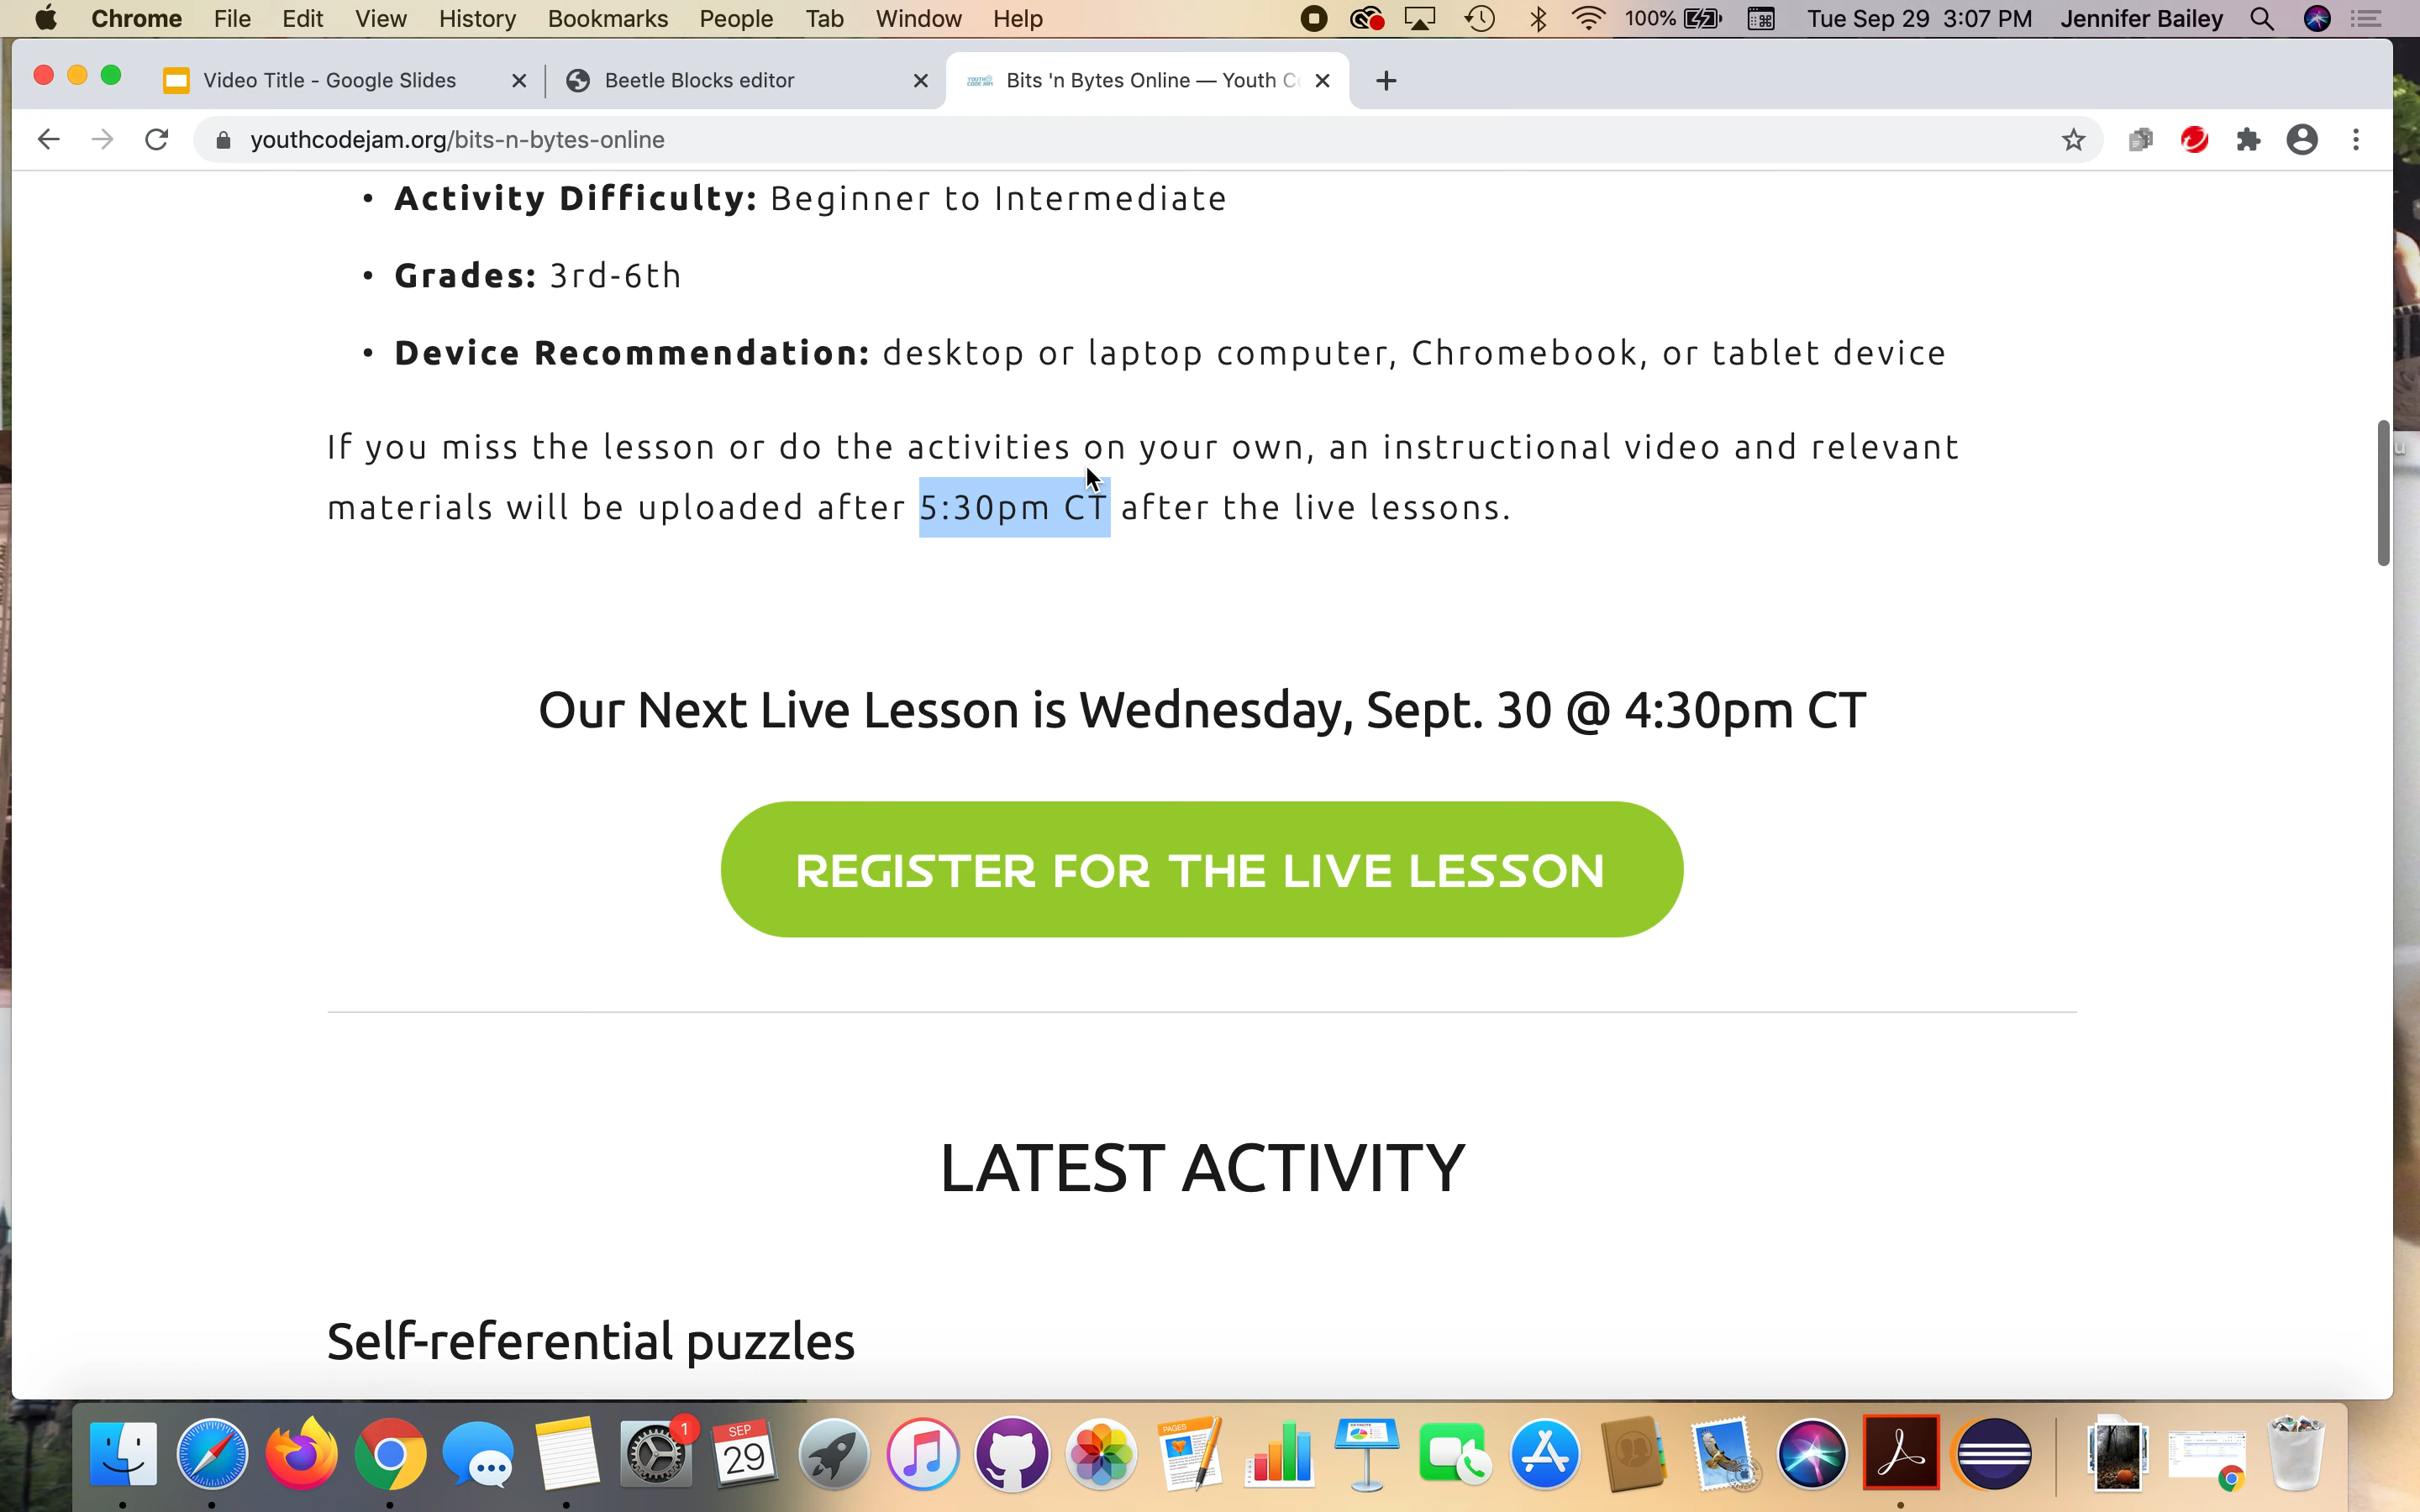 Chrome File Edit View History Bookmarks People Tab Window Help 100% Tue Sep 29 3:07 PM Jennifer Bailey
Video Title - Google Slides Beetle Blocks editor Bits 'n Bytes Online — Youth C
youthcodejam.org/bits-n-bytes-online
• Activity Difficulty: Beginner to Intermediate
• Grades: 3rd-6th
• Device Recommendation: desktop or laptop computer, Chromebook, or tablet device
If you miss the lesson or do the activities on your own, an instructional video and relevant
materials will be uploaded after 5:30pm CT after the live lessons.
Our Next Live Lesson is Wednesday, Sept. 30 @ 4:30pm CT
REGISTER FOR THE LIVE LESSON
LATEST ACTIVITY
Self-referential puzzles
1
SEP
29
PAGES